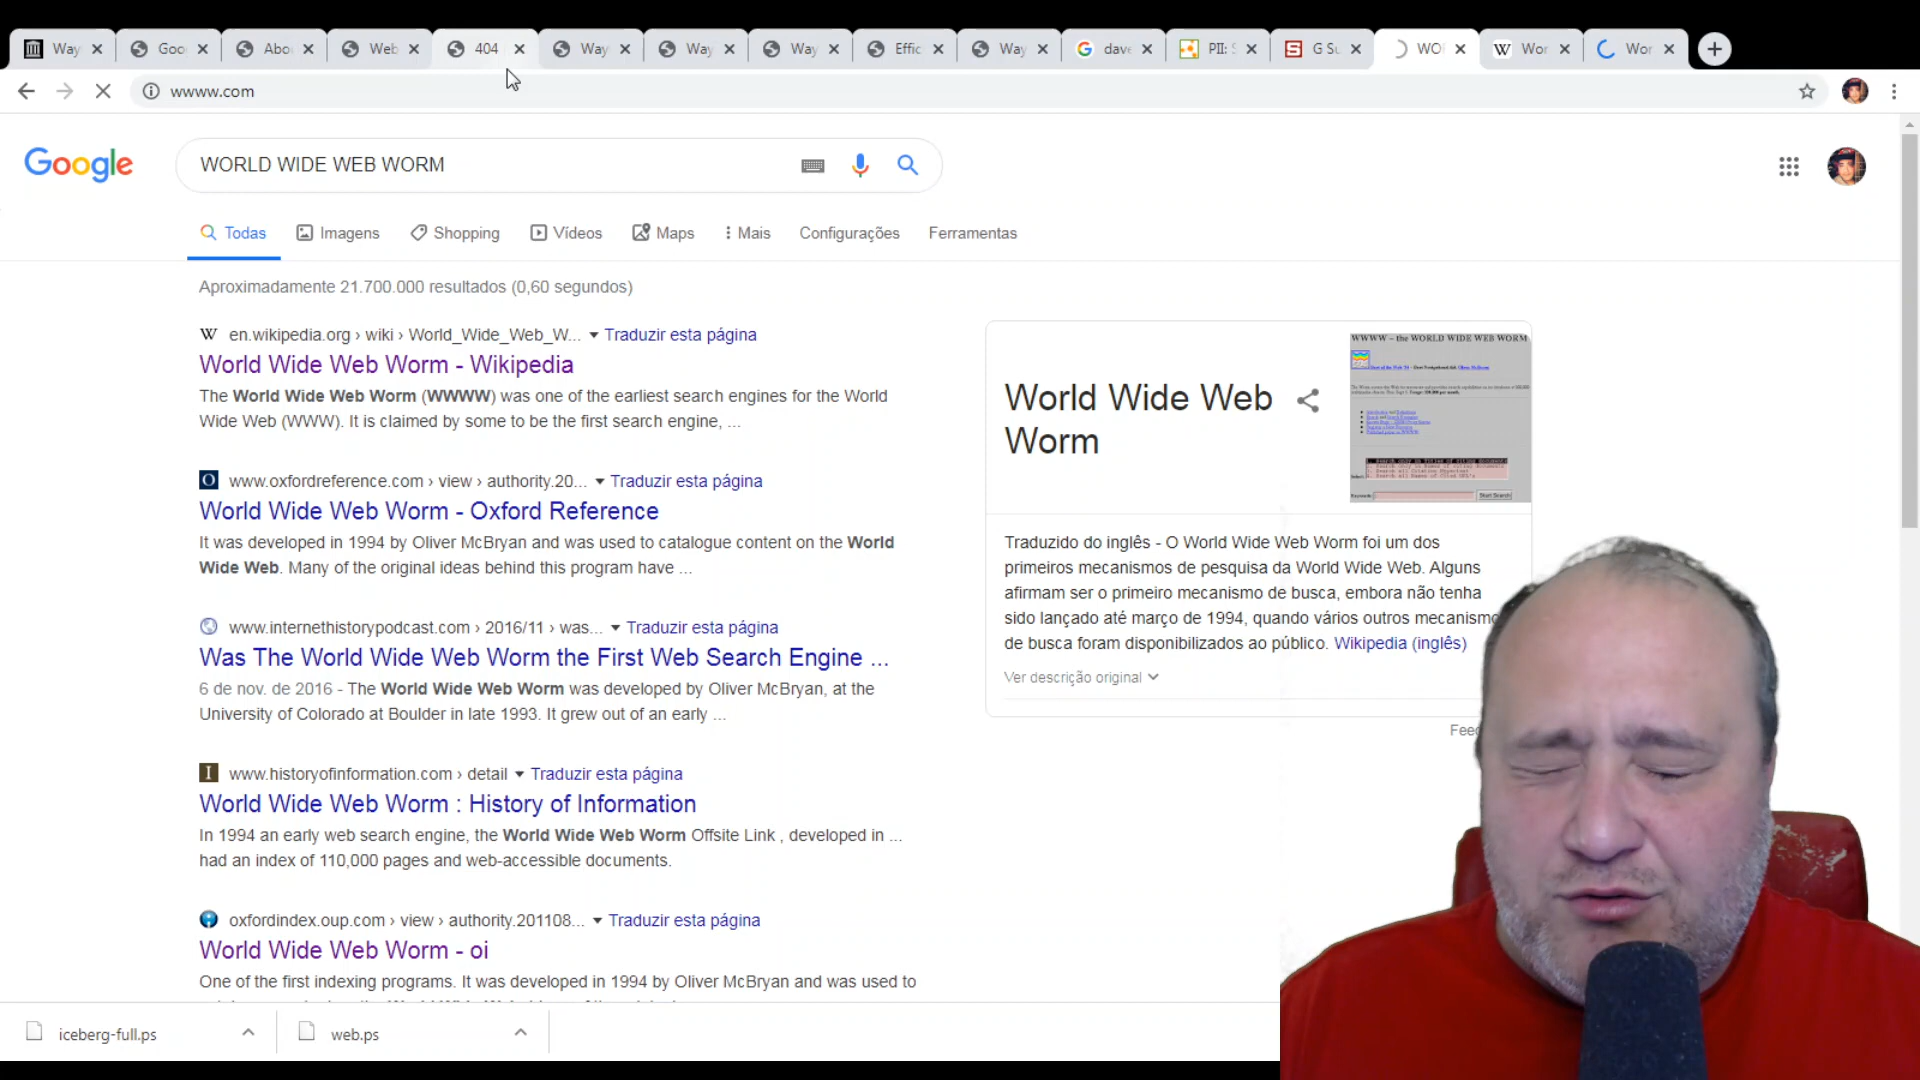 Way
Goo
Abo
Web
404
Way
Way
Way
Effic
Way
dave
PII: S
G Su
WOF
Wor
Wor
wwww.com
Google
WORLD WIDE WEB WORM
Todas
Imagens
Shopping
Vídeos
Maps
Mais
Configurações
Ferramentas
Aproximadamente 21.700.000 resultados (0,60 segundos)
en.wikipedia.org › wiki › World_Wide_Web_W... Traduzir esta página
World Wide Web Worm - Wikipedia
The World Wide Web Worm (WWWW) was one of the earliest search engines for the World
Wide Web (WWW). It is claimed by some to be the first search engine, ...
www.oxfordreference.com › view › authority.20... Traduzir esta página
World Wide Web Worm - Oxford Reference
It was developed in 1994 by Oliver McBryan and was used to catalogue content on the World
Wide Web. Many of the original ideas behind this program have ...
www.internethistorypodcast.com › 2016/11 › was... Traduzir esta página
Was The World Wide Web Worm the First Web Search Engine ...
6 de nov. de 2016 - The World Wide Web Worm was developed by Oliver McBryan, at the
University of Colorado at Boulder in late 1993. It grew out of an early ...
www.historyofinformation.com › detail Traduzir esta página
World Wide Web Worm : History of Information
In 1994 an early web search engine, the World Wide Web Worm Offsite Link , developed in ...
had an index of 110,000 pages and web-accessible documents.
oxfordindex.oup.com › view › authority.201108... Traduzir esta página
World Wide Web Worm - oi
One of the first indexing programs. It was developed in 1994 by Oliver McBryan and was used to
World Wide Web
Worm
WWWW - the WORLD WIDE WEB WORM
Start Search
Traduzido do inglês - O World Wide Web Worm foi um dos
primeiros mecanismos de pesquisa da World Wide Web. Alguns
afirmam ser o primeiro mecanismo de busca, embora não tenha
sido lançado até março de 1994, quando vários outros mecanismo
de busca foram disponibilizados ao público. Wikipedia (inglês)
Ver descrição original
Feed
iceberg-full.ps
web.ps